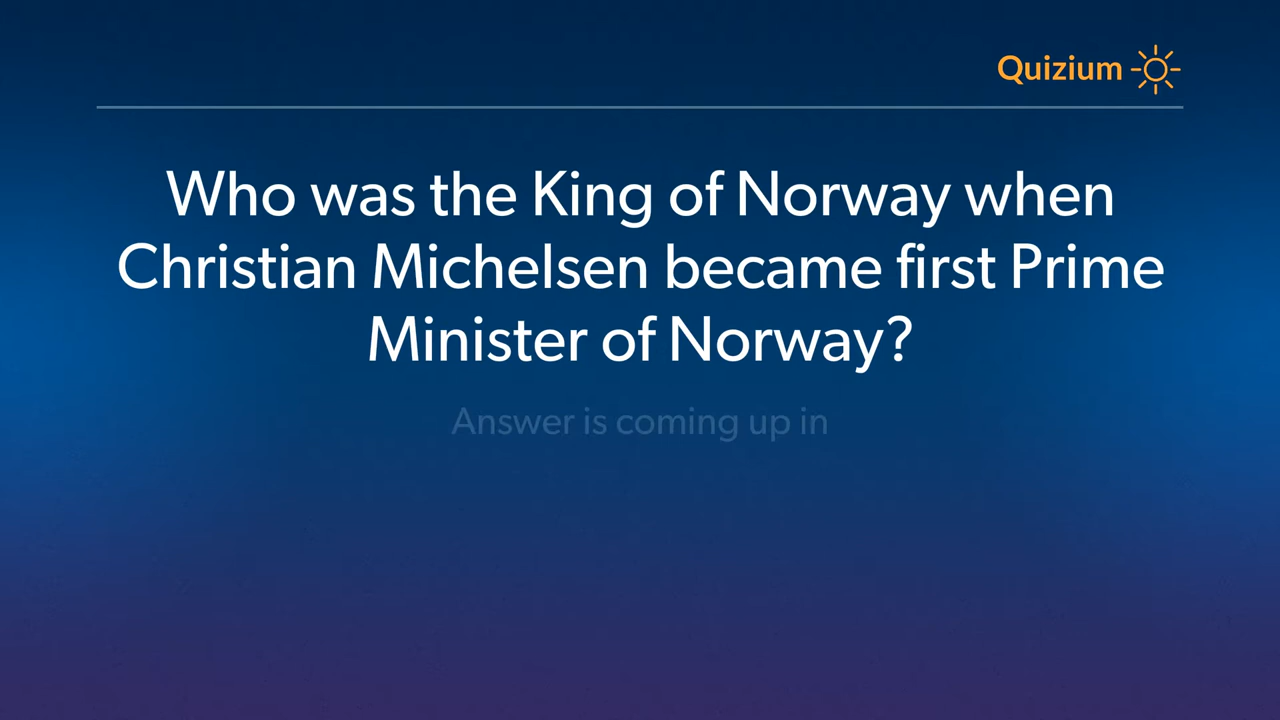 Quizium
Who was the King of Norway when
Christian Michelsen became first Prime
Minister of Norway?
Answer is coming up in